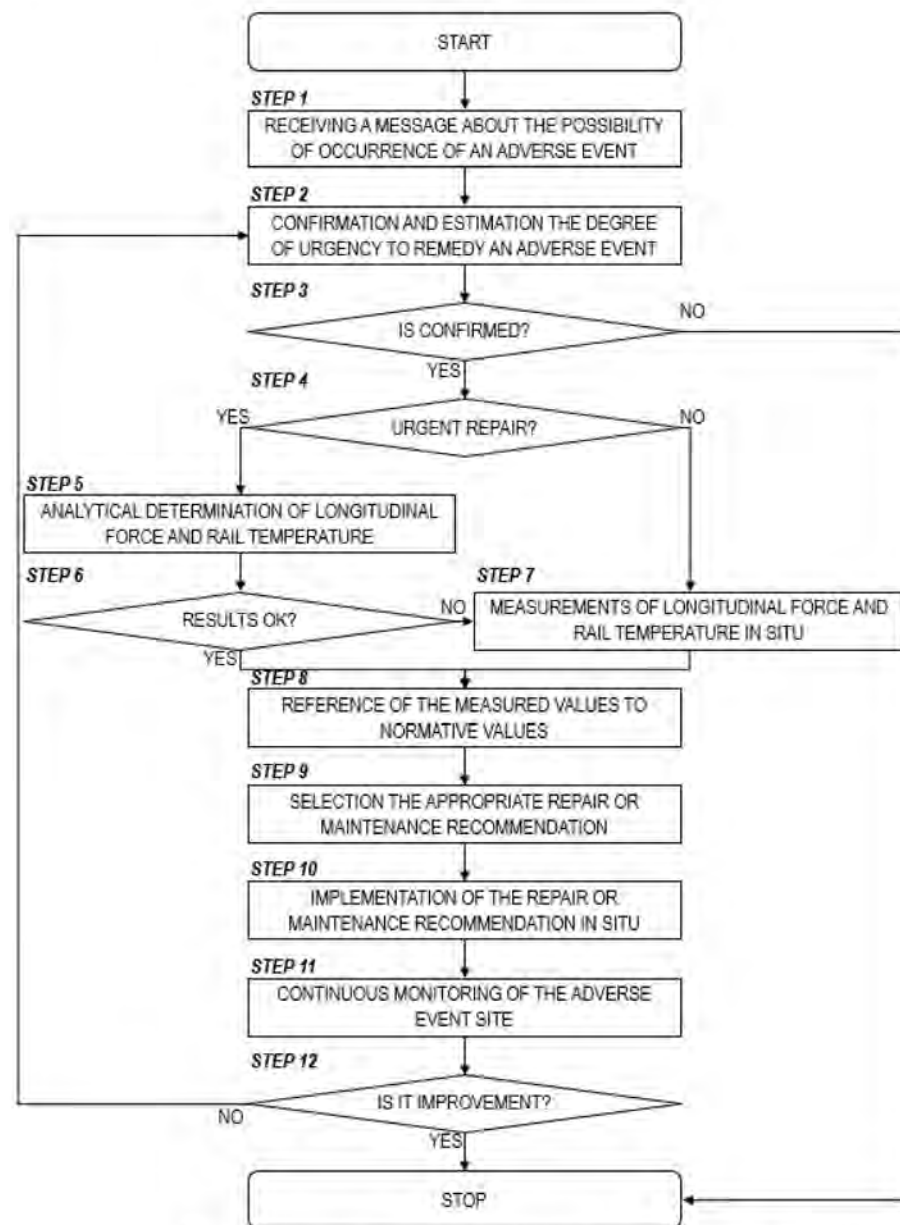 START
STEP 1
RECEIVING A MESSAGE ABOUT THE POSSIBILITY
OF OCCURRENCE OF AN ADVERSE EVENT
STEP 2
CONFIRMATION AND ESTIMATION THE DEGREE
OF URGENCY TO REMEDY AN ADVERSE EVENT
STEP 3
IS CONFIRMED?
NO
YES
STEP 4
URGENT REPAIR?
YES
NO
STEP 5
ANALYTICAL DETERMINATION OF LONGITUDINAL
FORCE AND RAIL TEMPERATURE
STEP 6
RESULTS OK?
NO
YES
STEP 7
MEASUREMENTS OF LONGITUDINAL FORCE AND
RAIL TEMPERATURE IN SITU
STEP 8
REFERENCE OF THE MEASURED VALUES TO
NORMATIVE VALUES
STEP 9
SELECTION THE APPROPRIATE REPAIR OR
MAINTENANCE RECOMMENDATION
STEP 10
IMPLEMENTATION OF THE REPAIR OR
MAINTENANCE RECOMMENDATION IN SITU
STEP 11
CONTINUOUS MONITORING OF THE ADVERSE
EVENT SITE
STEP 12
IS IT IMPROVEMENT?
NO
YES
STOP